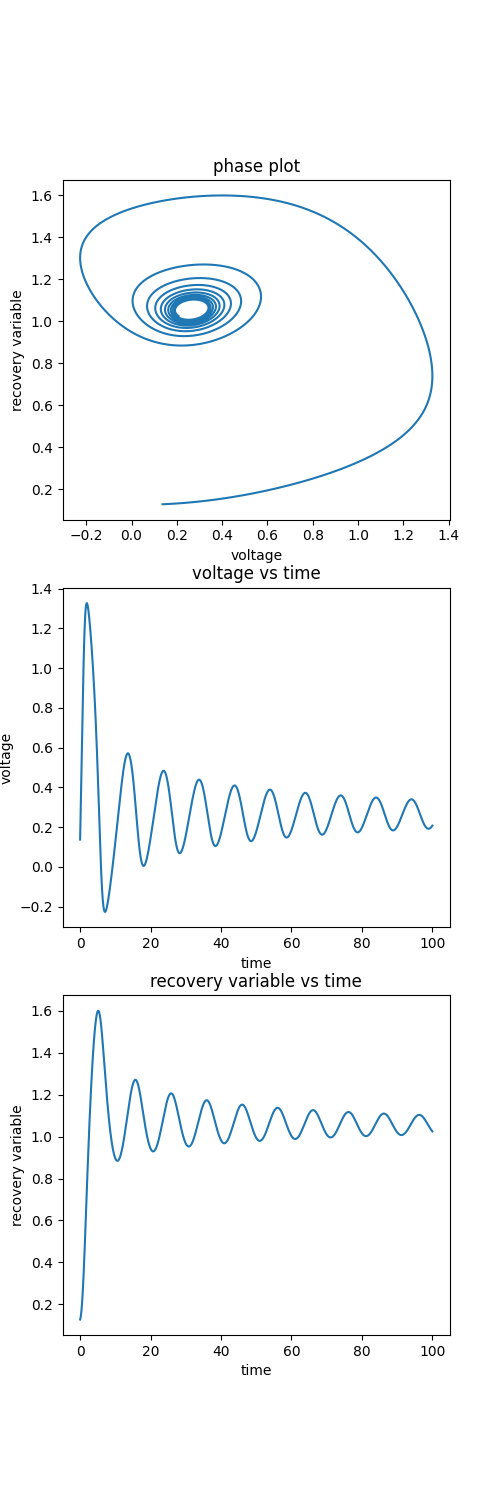 phase plot
1.6
1.4
1.2
1.0
0.8
0.6
0.4
0.2
recovery variable
−0.2 0.0 0.2 0.4 0.6 0.8 1.0 1.2 1.4
voltage
voltage vs time
1.4
1.2
1.0
0.8
0.6
0.4
0.2
0.0
−0.2
voltage
0 20 40 60 80 100
time
recovery variable vs time
1.6
1.4
1.2
1.0
0.8
0.6
0.4
0.2
recovery variable
0 20 40 60 80 100
time